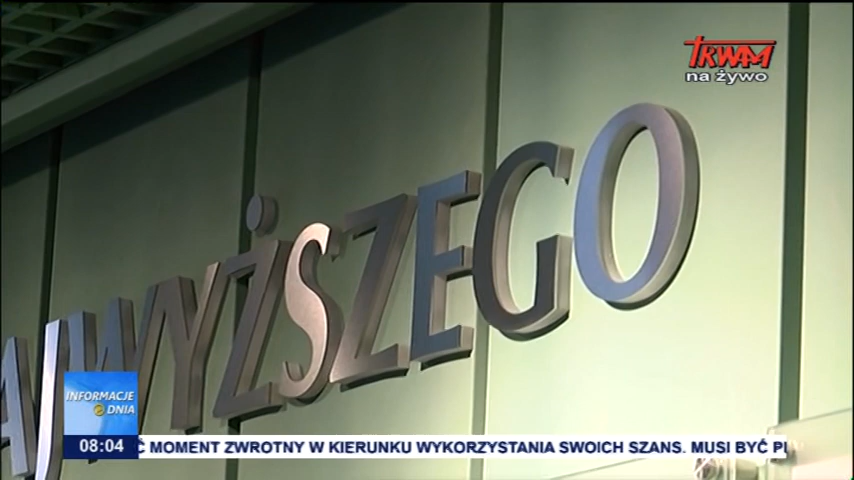 TRWAM
na żywo
AJWYŻSZEGO
INFORMACJE
DNIA
08:04
MOMENT ZWROTNY W KIERUNKU WYKORZYSTANIA SWOICH SZANS. MUSI BYĆ